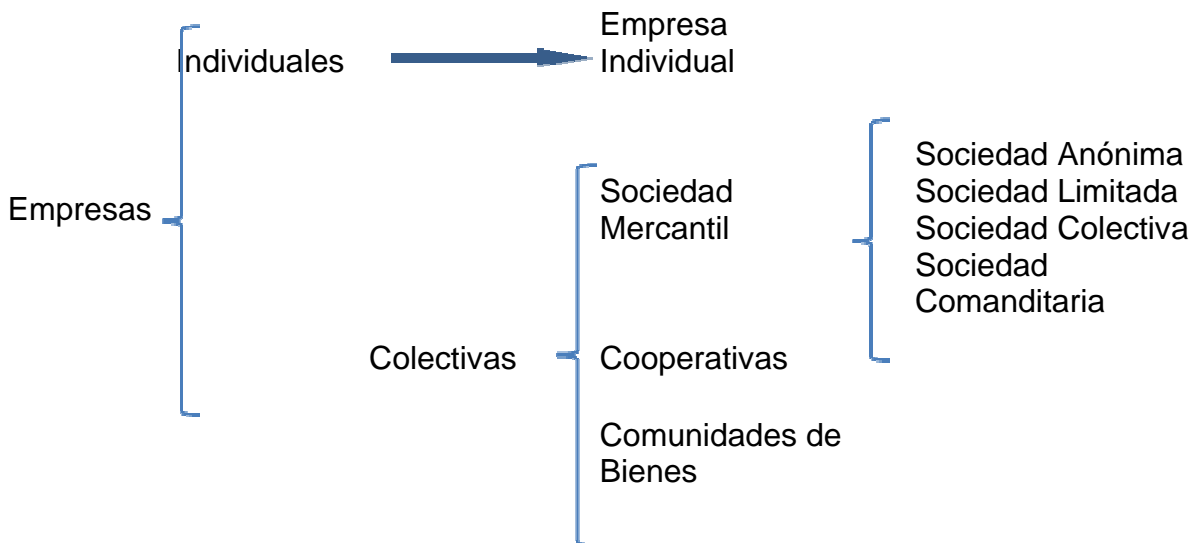 Empresas
Individuales
Empresa
Individual
Colectivas
Sociedad
Mercantil
Cooperativas
Comunidades de
Bienes
Sociedad Anónima
Sociedad Limitada
Sociedad Colectiva
Sociedad
Comanditaria